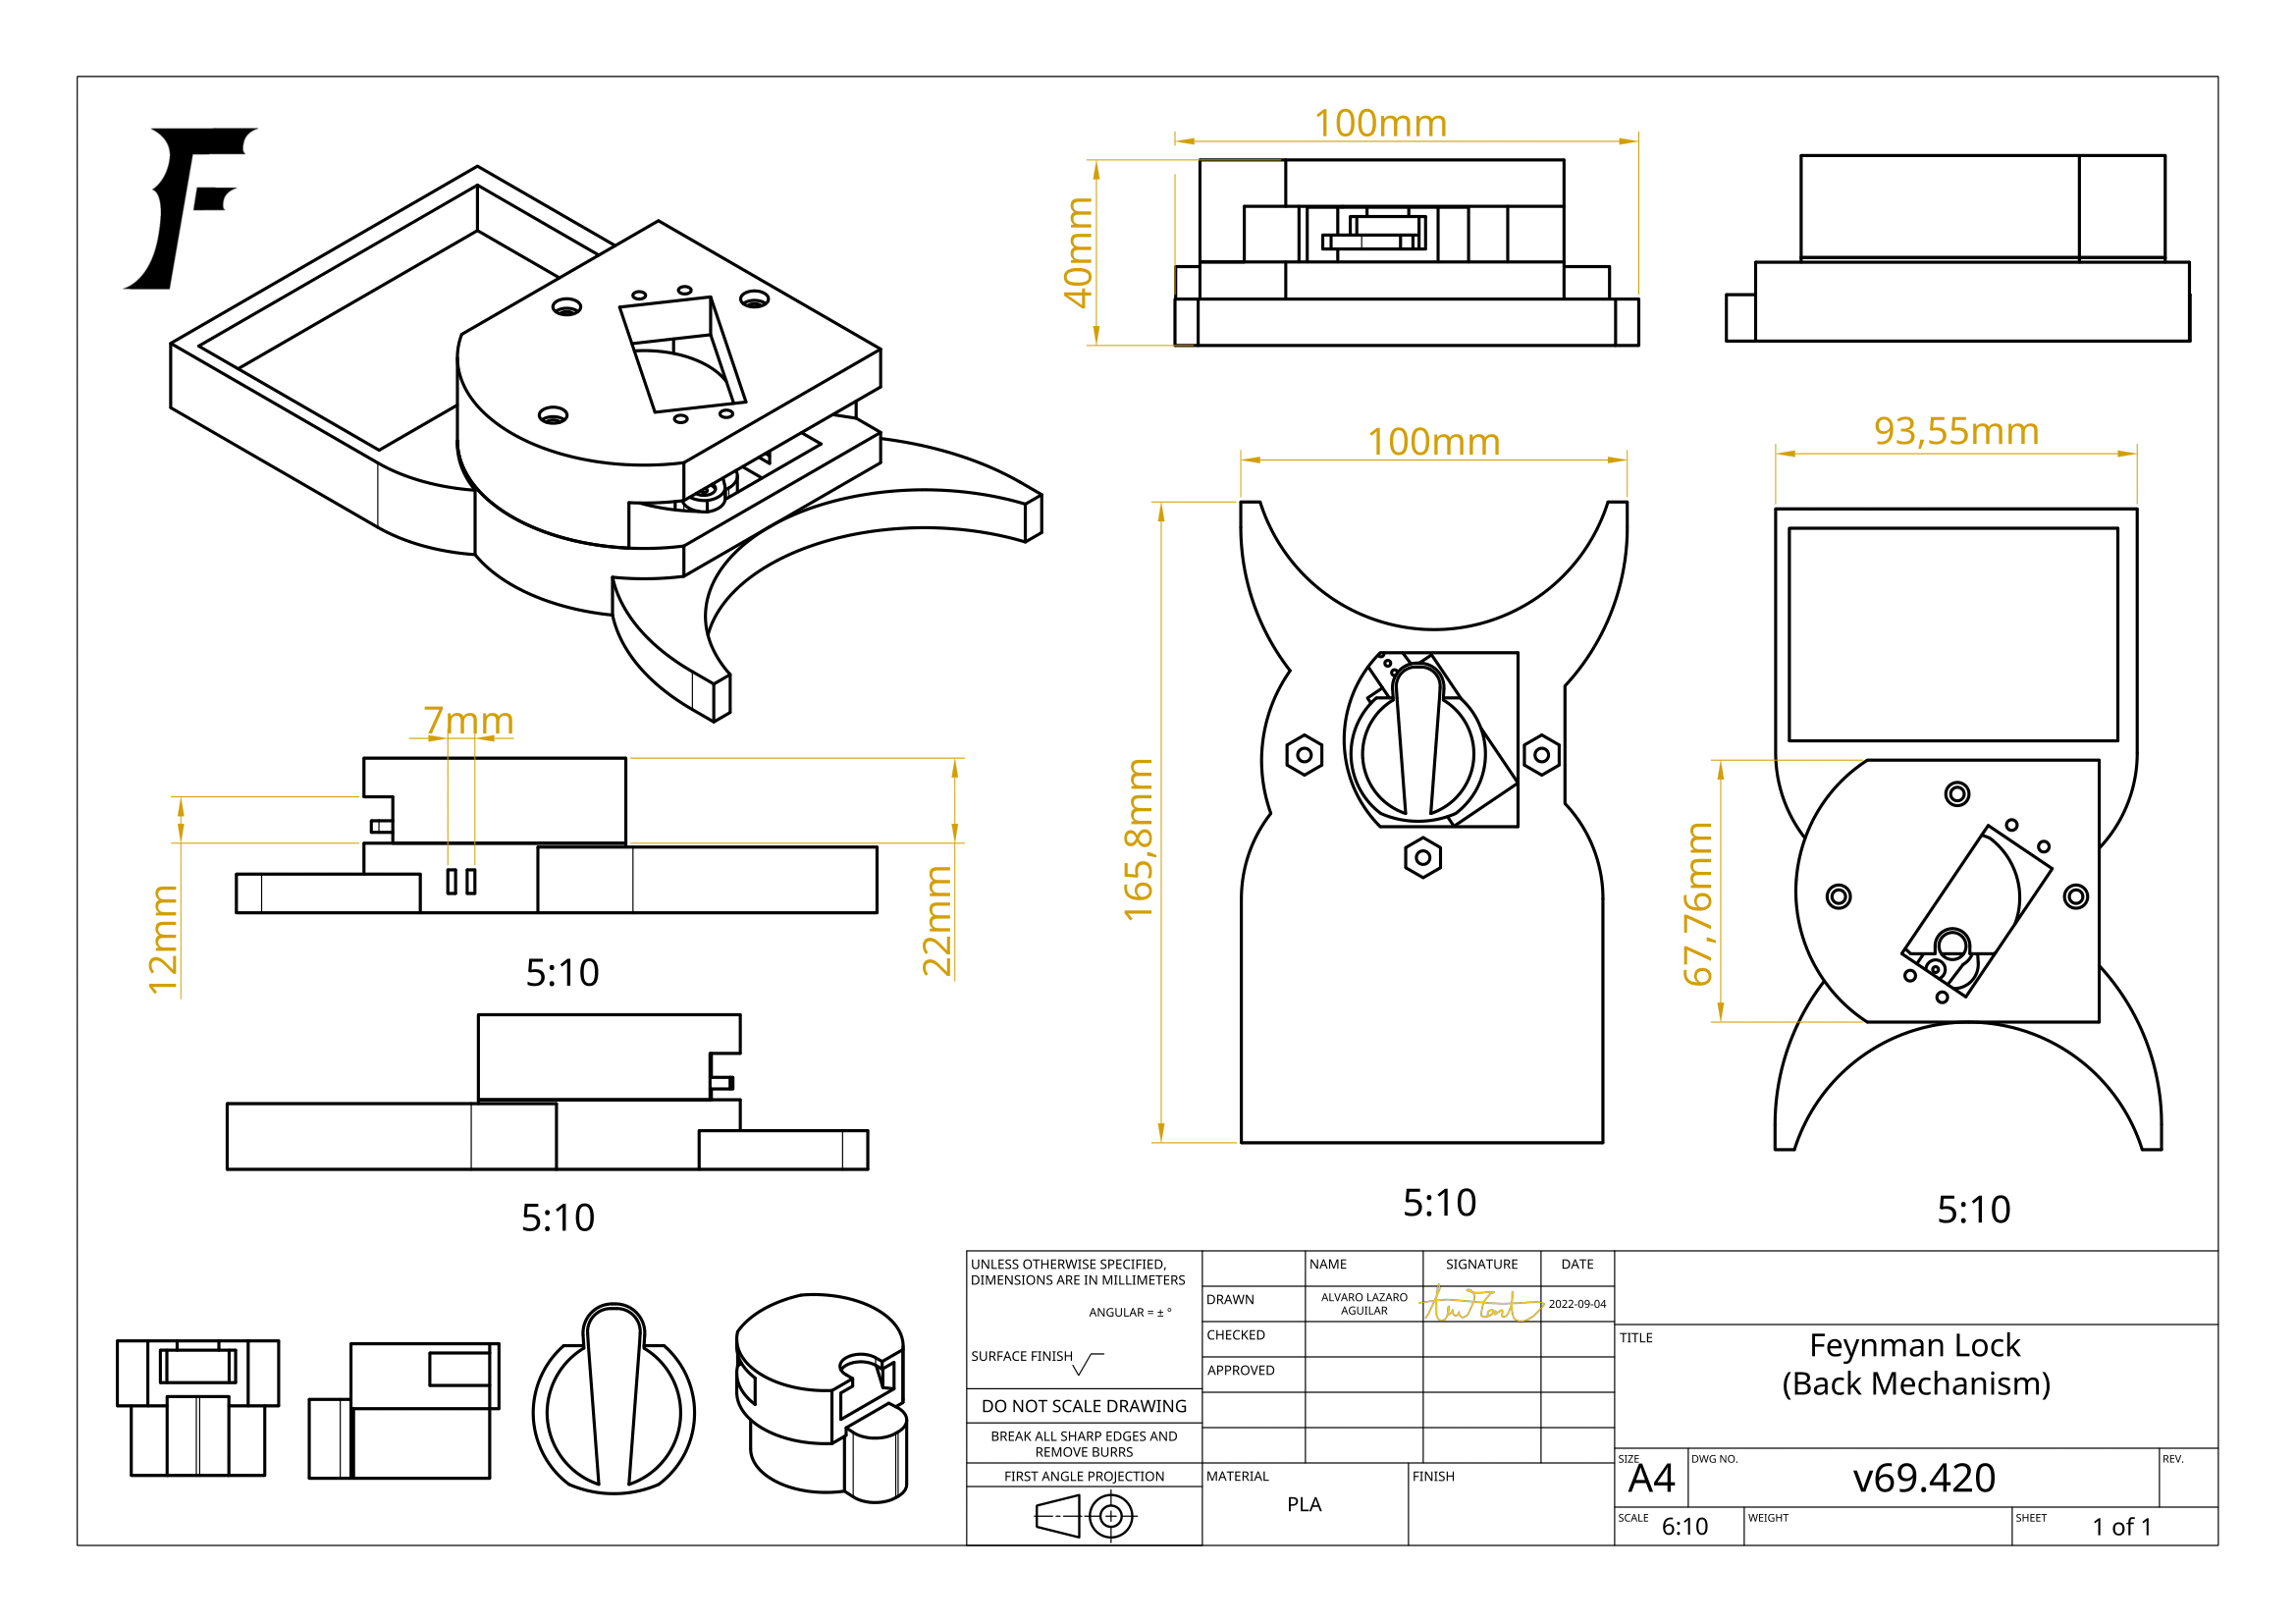 F
100mm
40mm
100mm
93,55mm
165,8mm
67,76mm
7mm
12mm
22mm
5:10
5:10
5:10
5:10
UNLESS OTHERWISE SPECIFIED,
DIMENSIONS ARE IN MILLIMETERS
ANGULAR = ± °
SURFACE FINISH
DO NOT SCALE DRAWING
BREAK ALL SHARP EDGES AND
REMOVE BURRS
FIRST ANGLE PROJECTION
NAME
SIGNATURE
DATE
DRAWN
ALVARO LAZARO
AGUILAR
2022-09-04
CHECKED
APPROVED
MATERIAL
PLA
FINISH
TITLE
Feynman Lock
(Back Mechanism)
SIZE
A4
DWG NO.
v69.420
REV.
SCALE
6:10
WEIGHT
SHEET
1 of 1